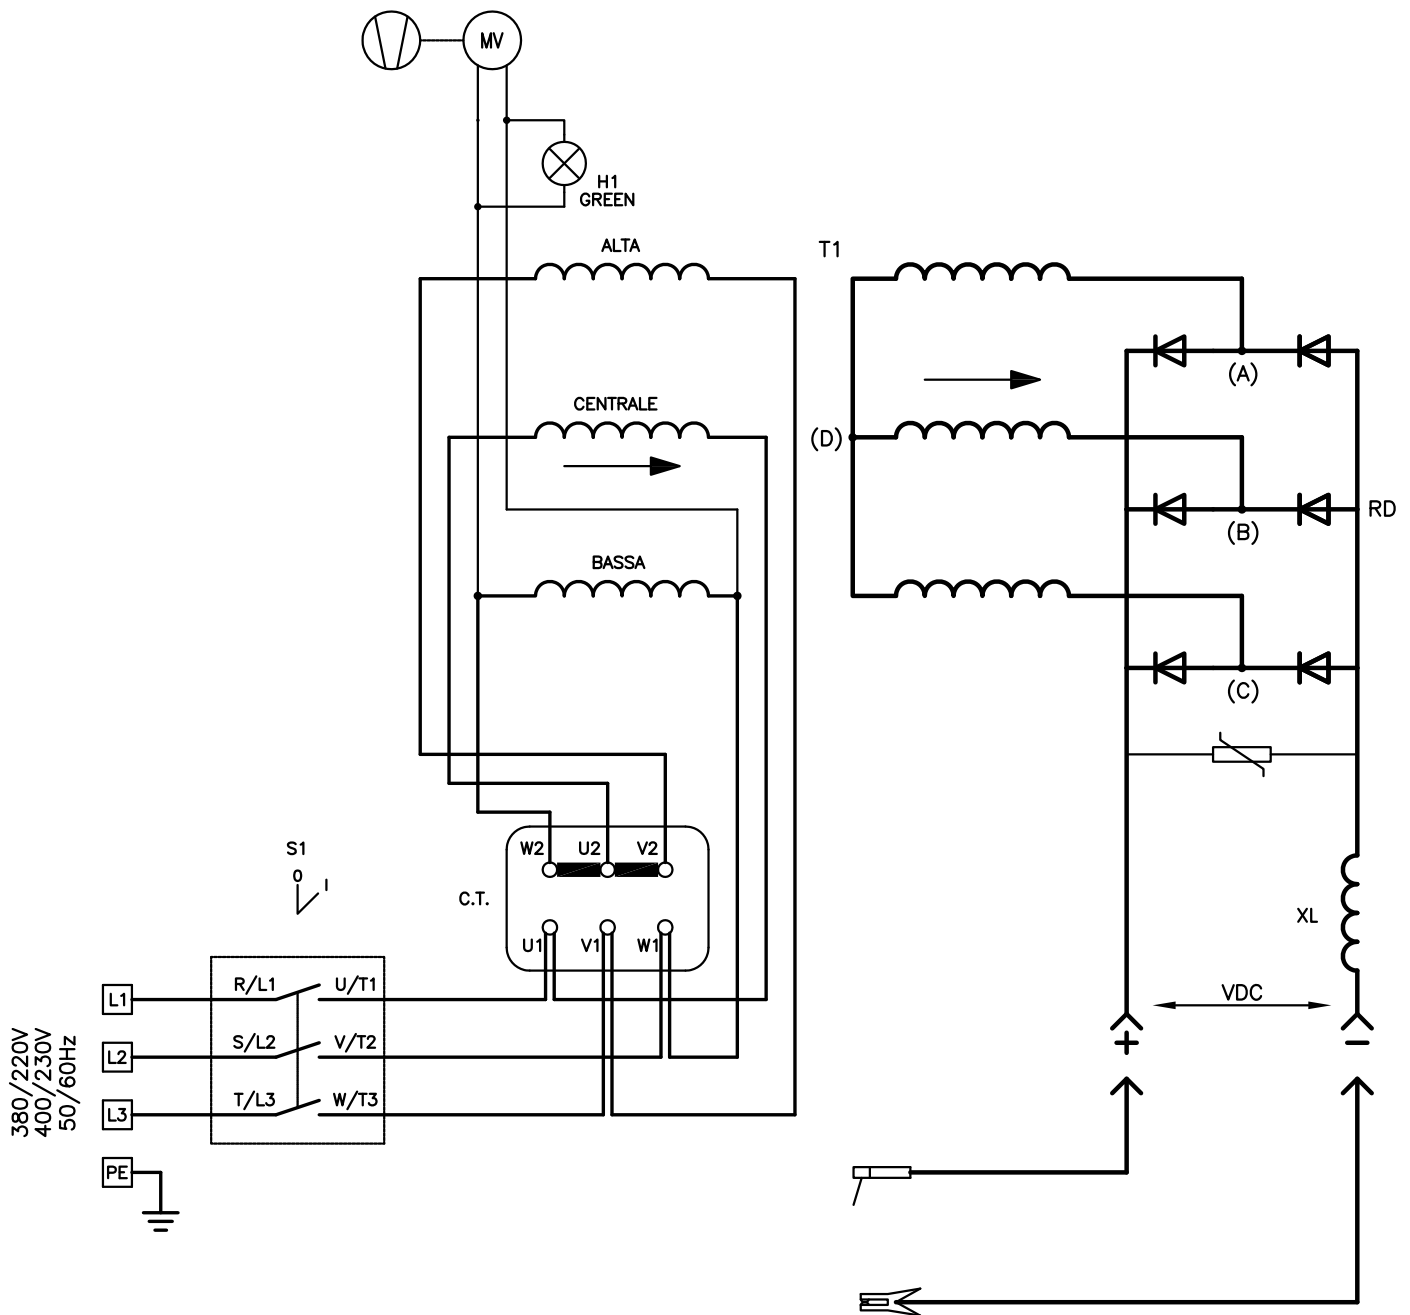 MV
H1
GREEN
ALTA
T1
(A)
CENTRALE
(D)
RD
(B)
BASSA
(C)
S1
0
I
W2 U2 V2
C.T.
XL
U1 V1 W1
R/L1 U/T1
L1
VDC
S/L2 V/T2
L2
+
−
T/L3 W/T3
L3
380/220V
400/230V
50/60Hz
PE